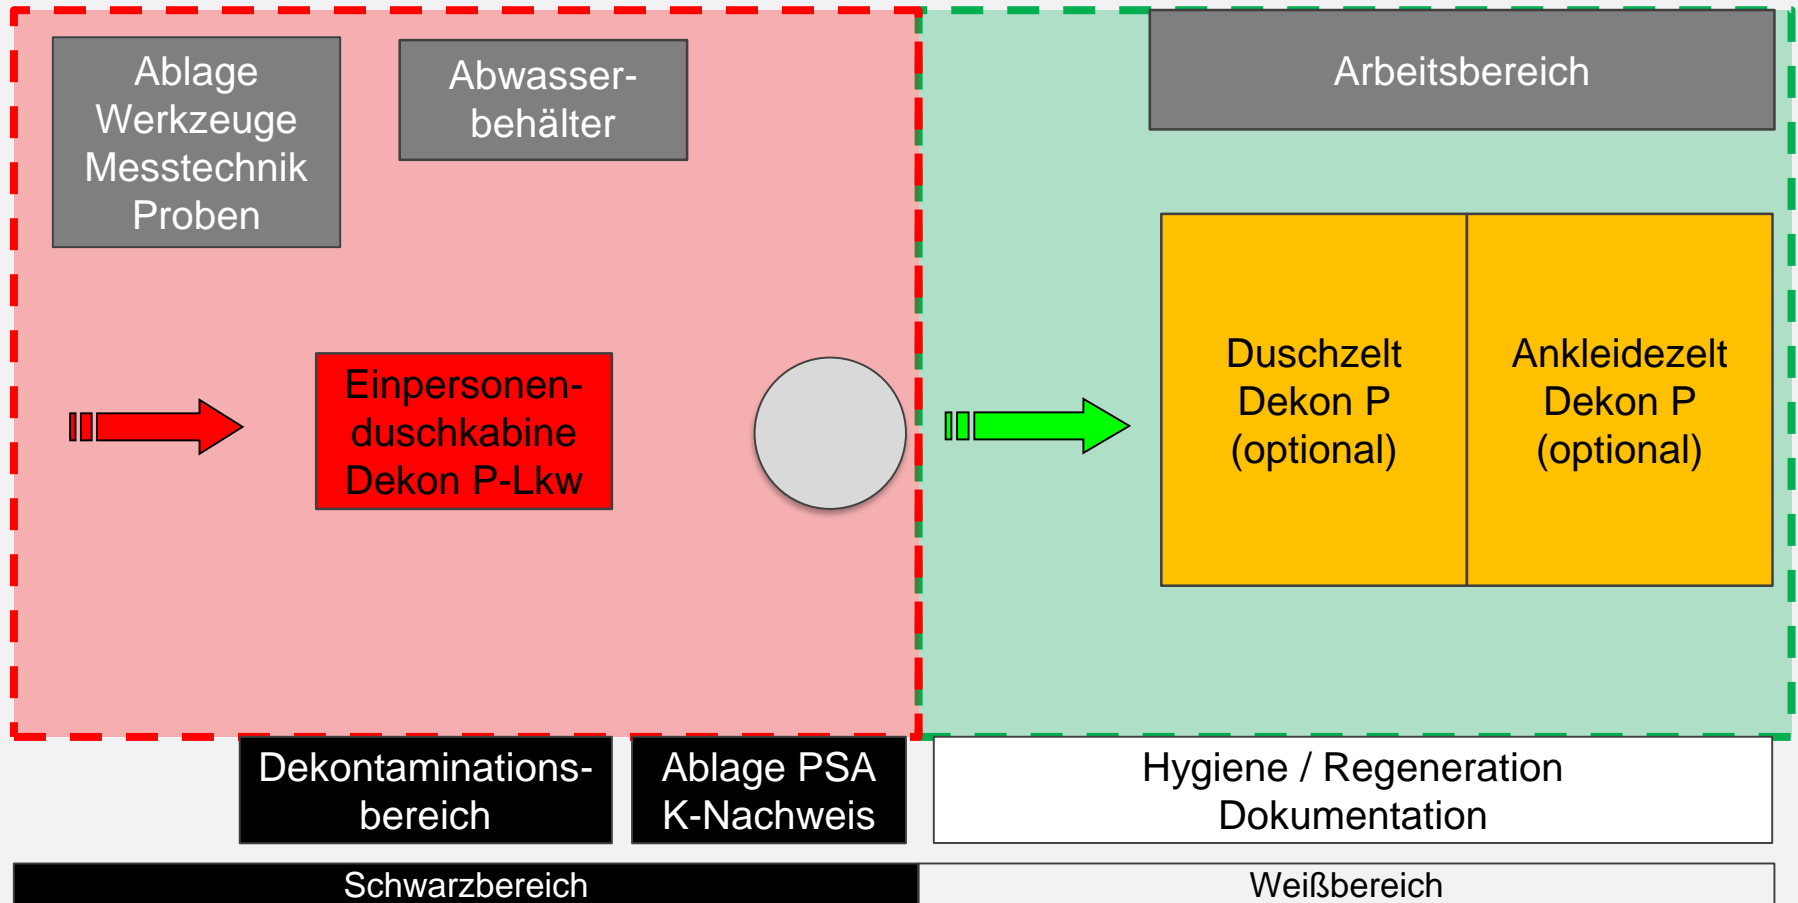 Ablage
Werkzeuge
Messtechnik
Proben
Abwasser-
behälter
Arbeitsbereich
Einpersonen-
duschkabine
Dekon P-Lkw
Duschzelt
Dekon P
(optional)
Ankleidezelt
Dekon P
(optional)
Dekontaminations-
bereich
Ablage PSA
K-Nachweis
Hygiene / Regeneration
Dokumentation
Schwarzbereich
Weißbereich